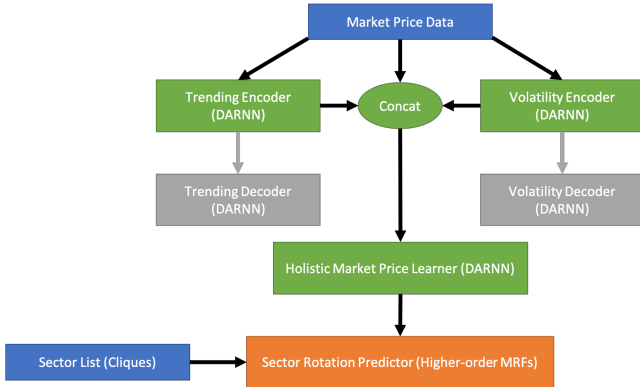 Market Price Data
Trending Encoder
(DARNN)
Concat
Volatility Encoder
(DARNN)
Trending Decoder
(DARNN)
Volatility Decoder
(DARNN)
Holistic Market Price Learner (DARNN)
Sector List (Cliques)
Sector Rotation Predictor (Higher-order MRFs)